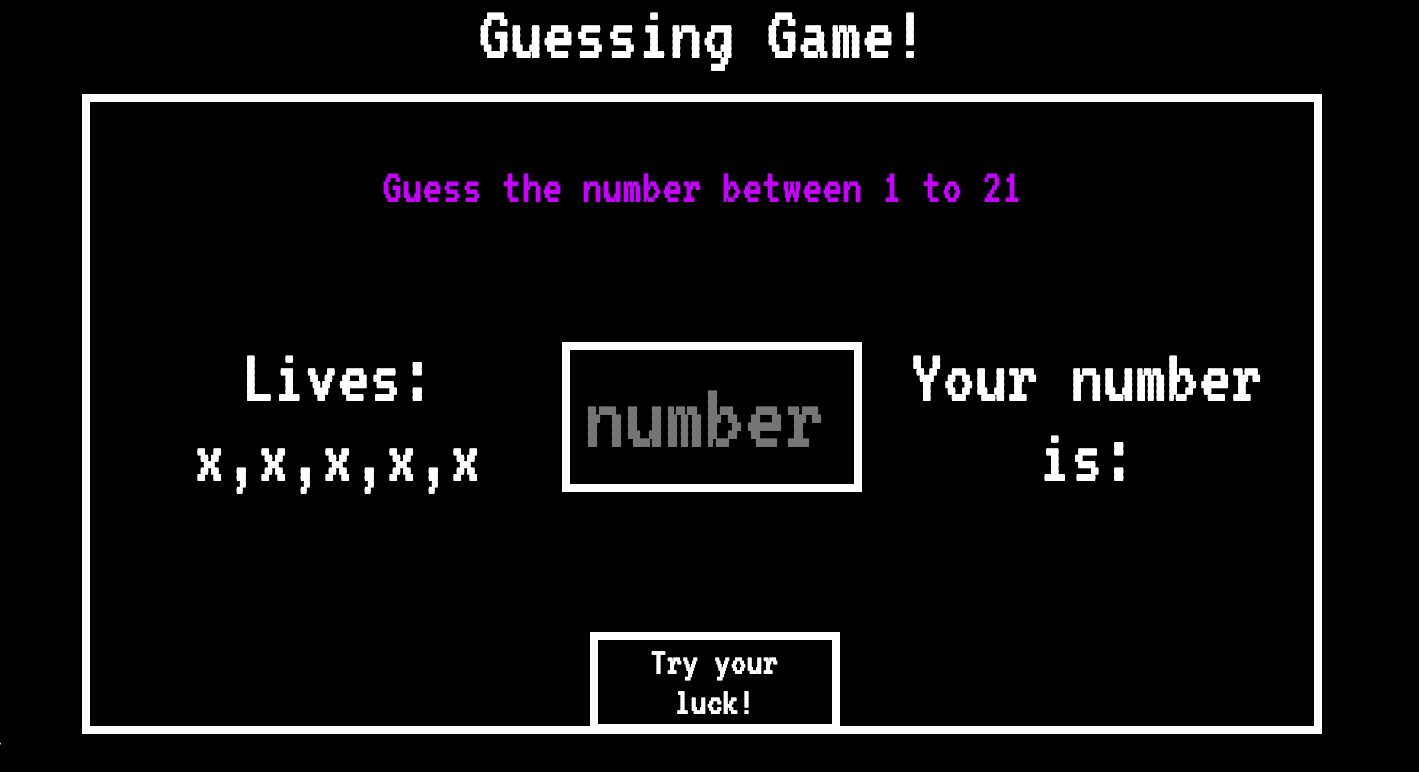 Guessing Game!
Guess the number between 1 to 21
Lives:
x,x,x,x,x
number
Your number
is:
Try your
luck!